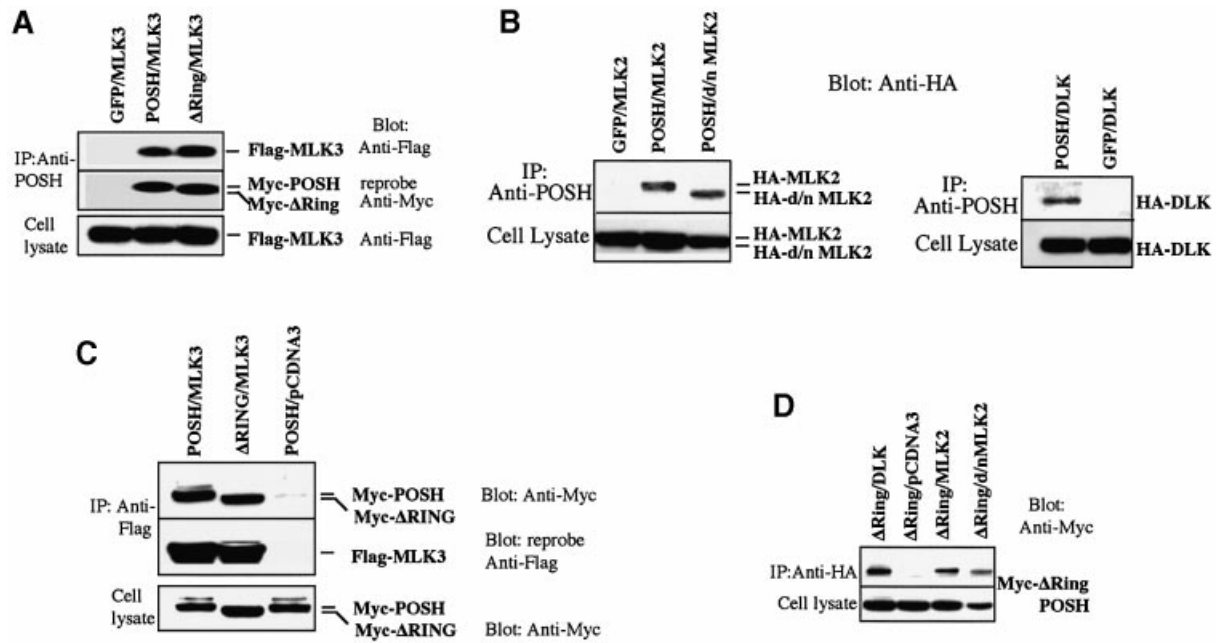 A
GFP/MLK3
POSH/MLK3
ΔRing/MLK3
IP:Anti-
POSH
Flag-MLK3
Blot:
Anti-Flag
Myc-POSH
Myc-ΔRing
reprobe
Anti-Myc
Cell
lysate
Flag-MLK3
Anti-Flag
B
GFP/MLK2
POSH/MLK2
POSH/d/n MLK2
Blot: Anti-HA
IP:
Anti-POSH
HA-MLK2
HA-d/n MLK2
Cell Lysate
HA-MLK2
HA-d/n MLK2
POSH/DLK
GFP/DLK
IP:
Anti-POSH
HA-DLK
Cell Lysate
HA-DLK
C
POSH/MLK3
ΔRING/MLK3
POSH/pCDNA3
IP: Anti-
Flag
Myc-POSH
Myc-ΔRING
Blot: Anti-Myc
Flag-MLK3
Blot: reprobe
Anti-Flag
Cell
lysate
Myc-POSH
Myc-ΔRING
Blot: Anti-Myc
D
ΔRing/DLK
ΔRing/pCDNA3
ΔRing/MLK2
ΔRing/d/nMLK2
Blot:
Anti-Myc
IP:Anti-HA
Cell lysate
Myc-ΔRing
POSH